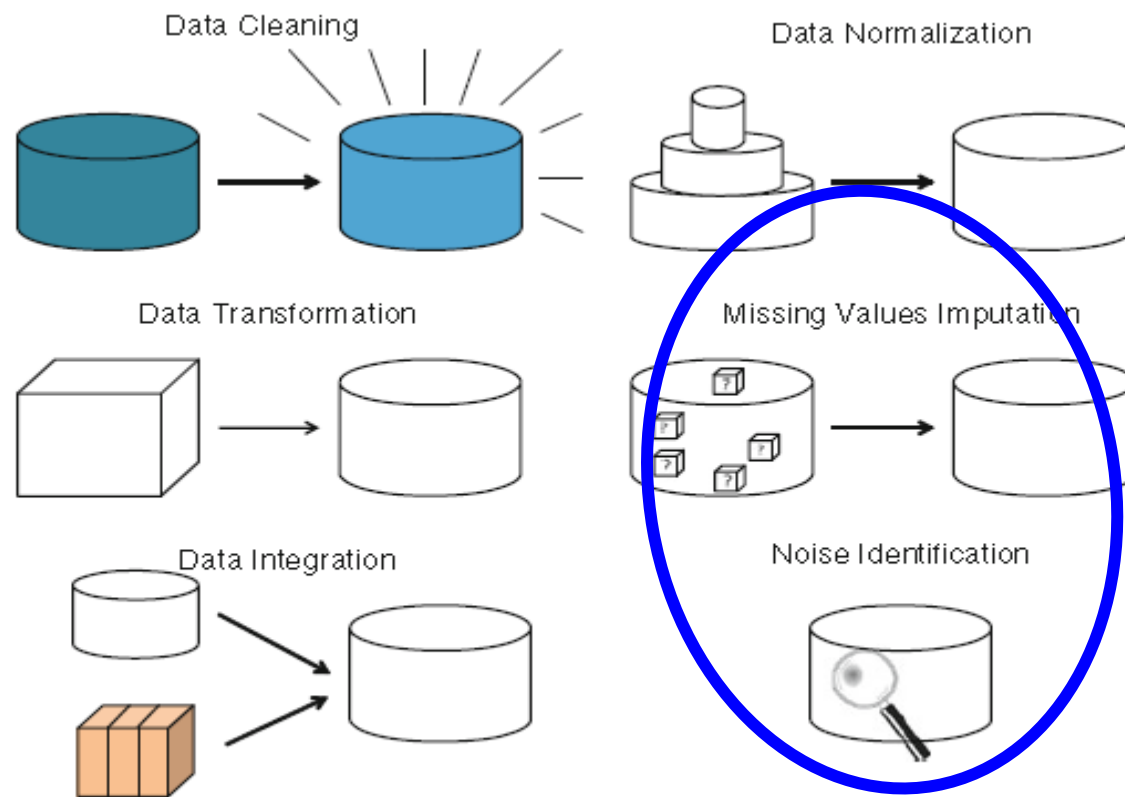 Data Cleaning
Data Normalization
Data Transformation
Missing Values Imputation
?
?
?
?
?
Data Integration
Noise Identification